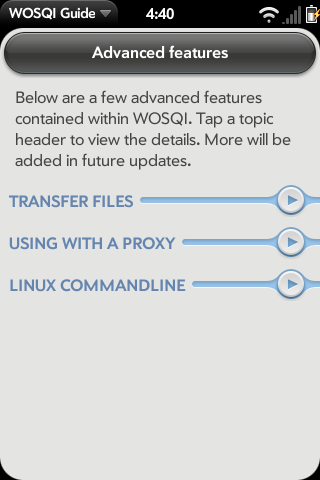 WOSQI Guide
4:40
Advanced features
Below are a few advanced features
contained within WOSQI. Tap a topic
header to view the details. More will be
added in future updates.
TRANSFER FILES
USING WITH A PROXY
LINUX COMMANDLINE